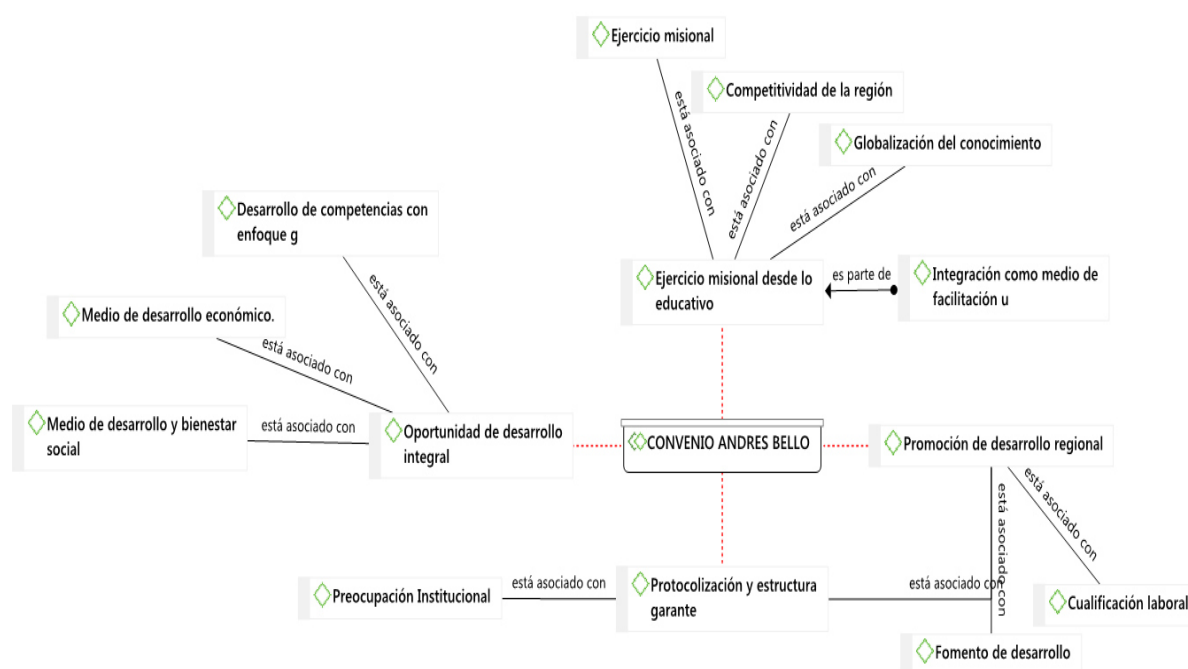 Ejercicio misional
está asociado con
Competitividad de la región
está asociado con
Globalización del conocimiento
está asociado con
Desarrollo de competencias con
enfoque g
está asociado con
Ejercicio misional desde lo
educativo
es parte de
Integración como medio de
facilitación u
Medio de desarrollo económico.
está asociado con
Medio de desarrollo y bienestar
social
está asociado con
Oportunidad de desarrollo
integral
CONVENIO ANDRES BELLO
Promoción de desarrollo regional
está asociado con
está asociado con
Preocupación Institucional
está asociado con
Protocolización y estructura
garante
está asociado con
Cualificación laboral
Fomento de desarrollo